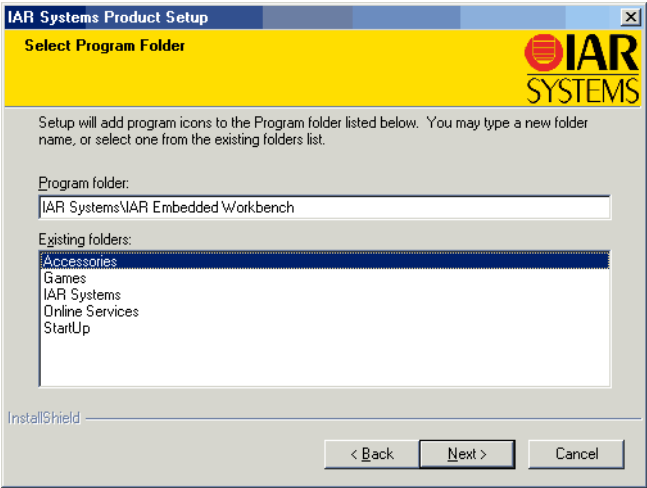 IAR Systems Product Setup
Select Program Folder
IAR
SYSTEMS
Setup will add program icons to the Program folder listed below. You may type a new folder
name, or select one from the existing folders list.
Program folder:
IAR Systems\IAR Embedded Workbench
Existing folders:
Accessories
Games
IAR Systems
Online Services
StartUp
InstallShield
< Back
Next >
Cancel